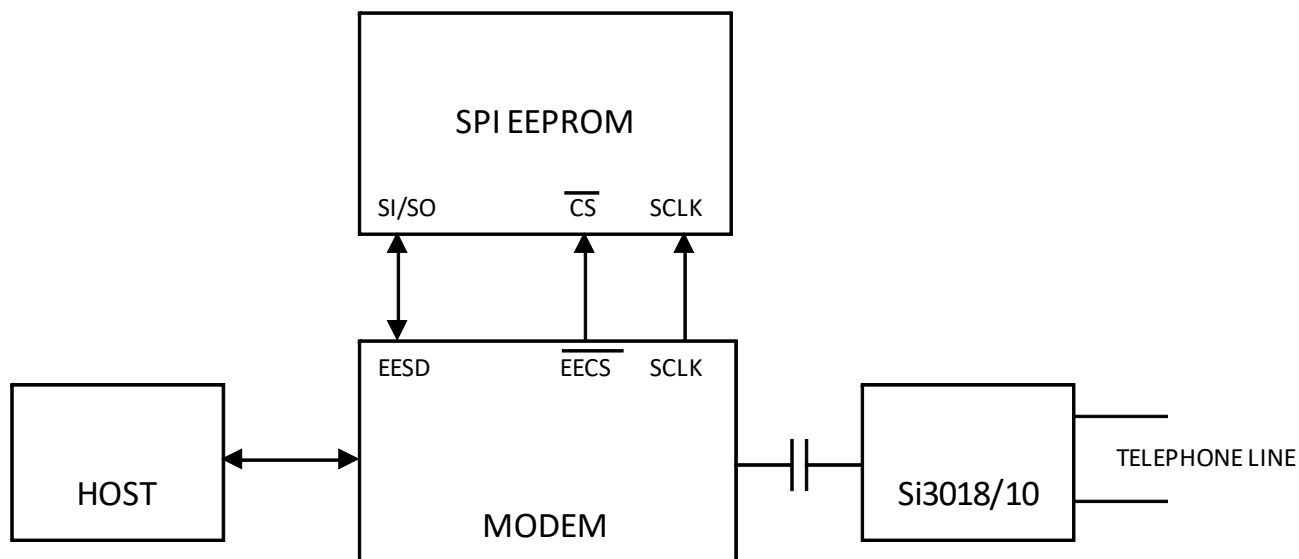 SPI EEPROM
SI/SO CS SCLK
EESD EECS SCLK
HOST
MODEM
Si3018/10
TELEPHONE LINE